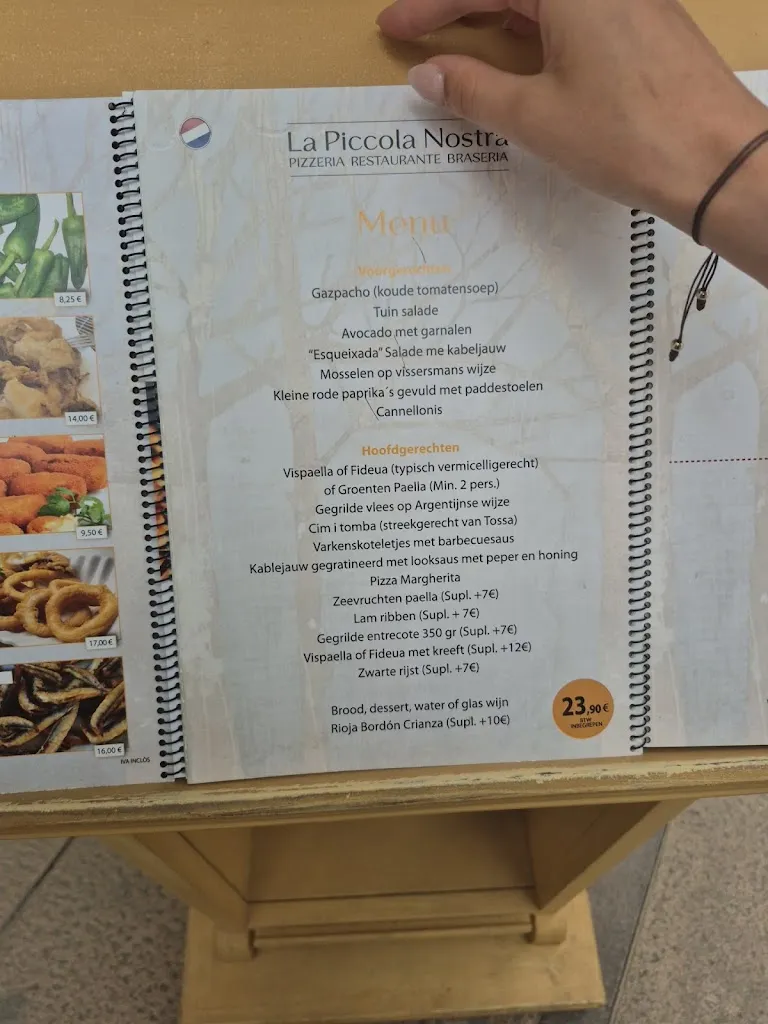 La Piccola Nostra
PIZZERIA RESTAURANTE BRASERIA
Menu
Voorgerechten
Gazpacho (koude tomatensoep)
Tuin salade
Avocado met garnalen
"Esqueixada" Salade me kabeljauw
Mosselen op vissersmans wijze
Kleine rode paprika´s gevuld met paddestoelen
Cannellonis
Hoofdgerechten
Vispaella of Fideua (typisch vermicelligerecht)
of Groenten Paella (Min. 2 pers.)
Gegrilde vlees op Argentijnse wijze
Cim i tomba (streekgerecht van Tossa)
Varkenskoteletjes met barbecuesaus
Kablejauw gegratineerd met looksaus met peper en honing
Pizza Margherita
Zeevruchten paella (Supl. +7€)
Lam ribben (Supl. + 7€)
Gegrilde entrecote 350 gr (Supl. +7€)
Vispaella of Fideua met kreeft (Supl. +12€)
Zwarte rijst (Supl. +7€)
Brood, dessert, water of glas wijn
Rioja Bordón Crianza (Supl. +10€)
23,90 €
BTW
INBEGREPEN
8,25 €
14,00 €
9,50 €
17,00 €
16,00 €
IVA INCLÒS